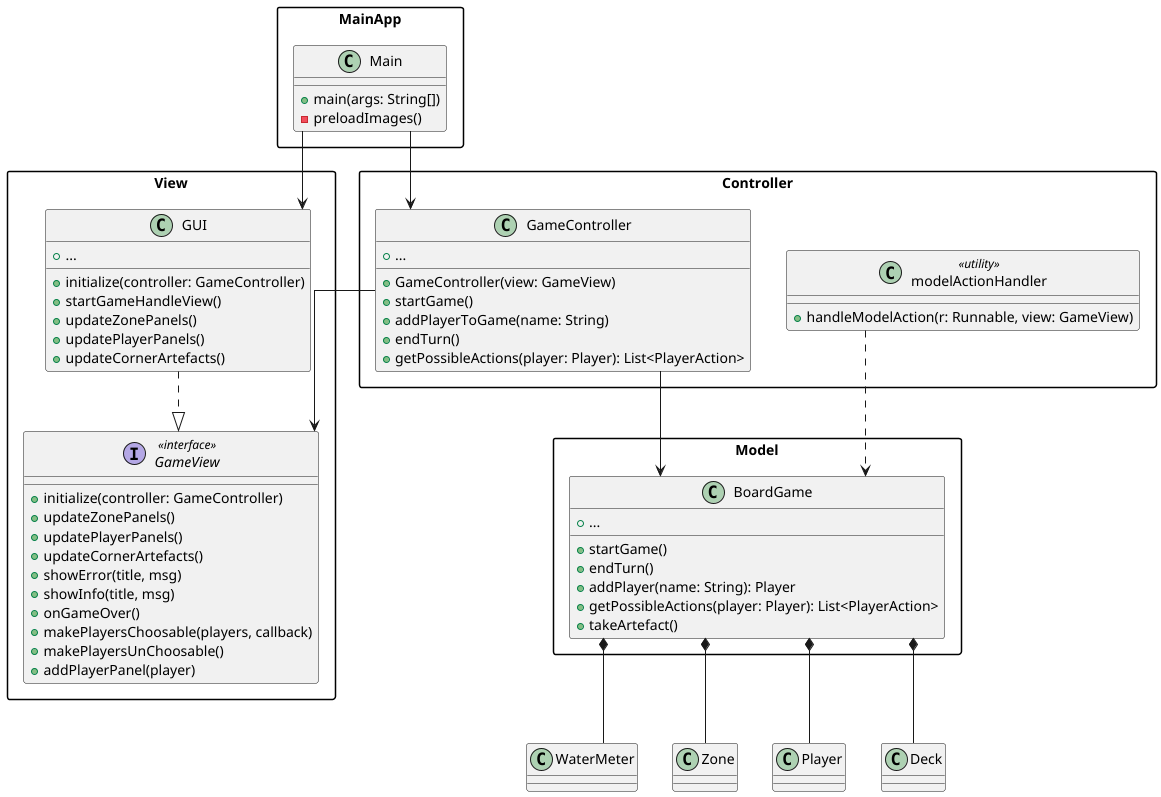 MainApp
C Main
main(args: String[])
preloadImages()
View
C GUI
...
initialize(controller: GameController)
startGameHandleView()
updateZonePanels()
updatePlayerPanels()
updateCornerArtefacts()
I «interface»
GameView
initialize(controller: GameController)
updateZonePanels()
updatePlayerPanels()
updateCornerArtefacts()
showError(title, msg)
showInfo(title, msg)
onGameOver()
makePlayersChoosable(players, callback)
makePlayersUnChoosable()
addPlayerPanel(player)
Controller
C GameController
...
GameController(view: GameView)
startGame()
addPlayerToGame(name: String)
endTurn()
getPossibleActions(player: Player): List<PlayerAction>
C «utility»
modelActionHandler
handleModelAction(r: Runnable, view: GameView)
Model
C BoardGame
...
startGame()
endTurn()
addPlayer(name: String): Player
getPossibleActions(player: Player): List<PlayerAction>
takeArtefact()
C WaterMeter
C Zone
C Player
C Deck